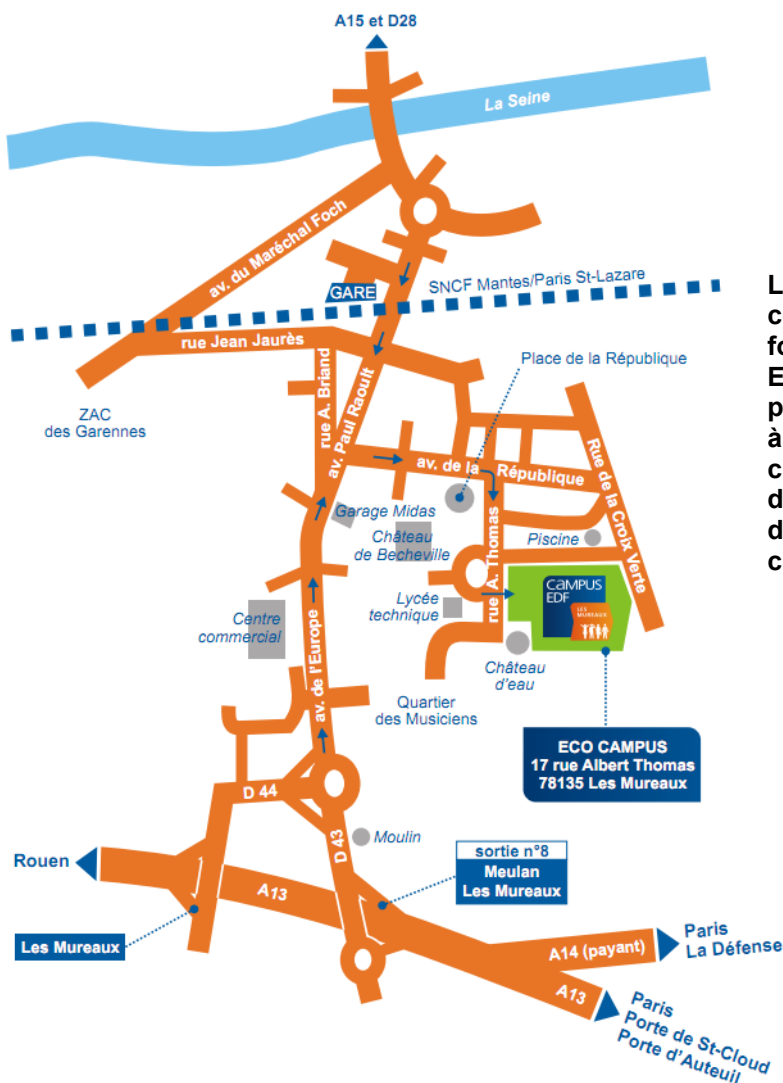 A15 et D28
La Seine
av. du Maréchal Foch
GARE
SNCF Mantes/Paris St-Lazare
rue Jean Jaurès
Place de la République
ZAC
des Garennes
rue A. Briand
av. Paul Raoult
av. de la République
Rue de la Croix Verte
Garage Midas
Château
de Becheville
rue A. Thomas
Piscine
Lycée
technique
CAMPUS
EDF
LES
MUREAUX
Centre
commercial
av. de l'Europe
Château
d'eau
Quartier
des Musiciens
ECO CAMPUS
17 rue Albert Thomas
78135 Les Mureaux
D 44
D 43
Moulin
sortie n°8
Meulan
Les Mureaux
Rouen
A13
Les Mureaux
A14 (payant)
Paris
La Défense
A13
Paris
Porte de St-Cloud
Porte d'Auteuil